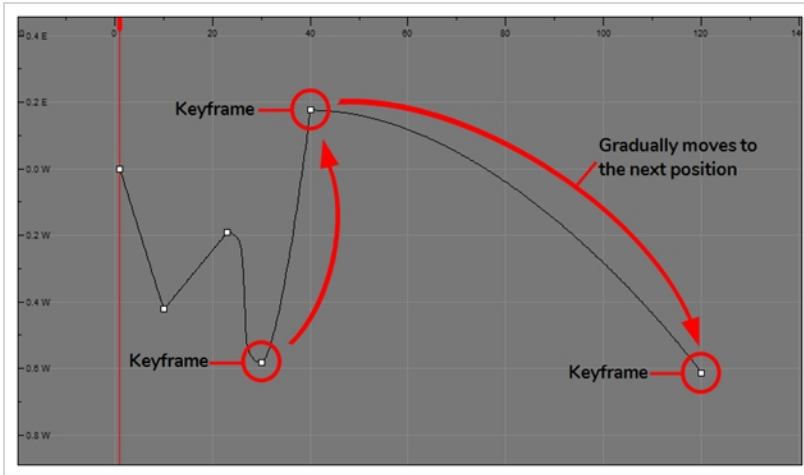 0 20 40 60 80 100 120 140
0.4 E
0.2 E
Keyframe
Gradually moves to
the next position
0.0 W
0.2 W
0.4 W
Keyframe
0.6 W
Keyframe
0.8 W